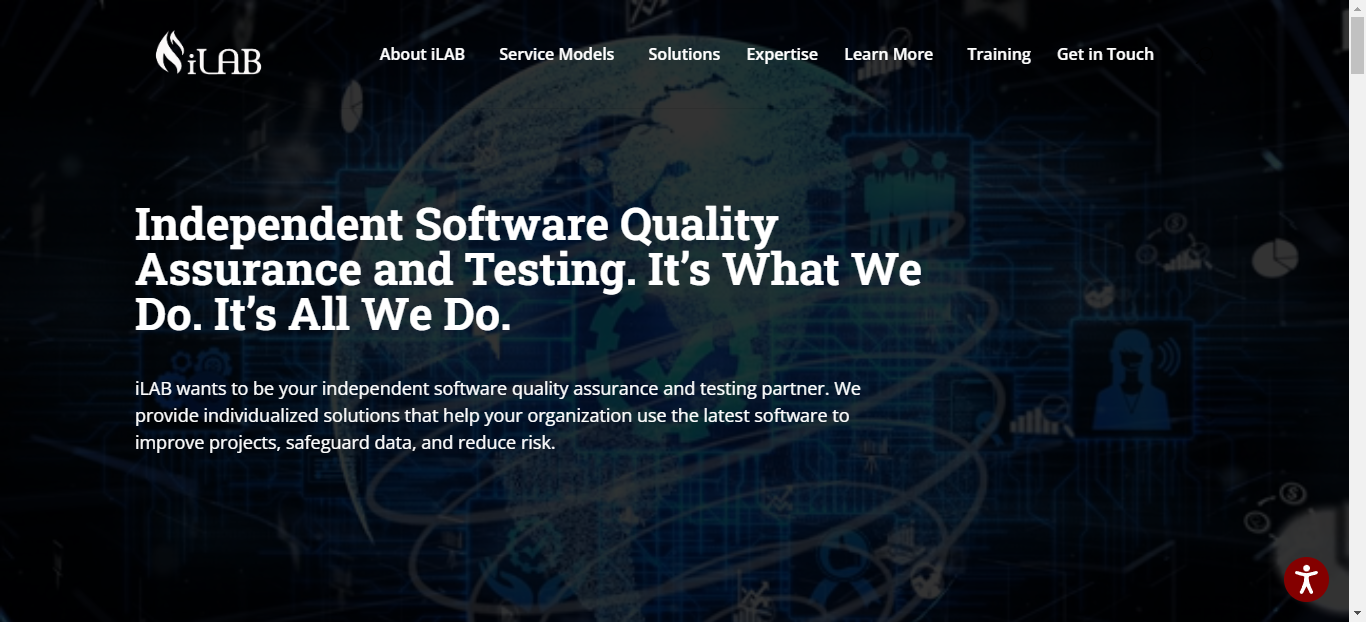 iLAB
About iLAB Service Models Solutions Expertise Learn More Training Get in Touch
Independent Software Quality
Assurance and Testing. It’s What We
Do. It’s All We Do.
iLAB wants to be your independent software quality assurance and testing partner. We
provide individualized solutions that help your organization use the latest software to
improve projects, safeguard data, and reduce risk.